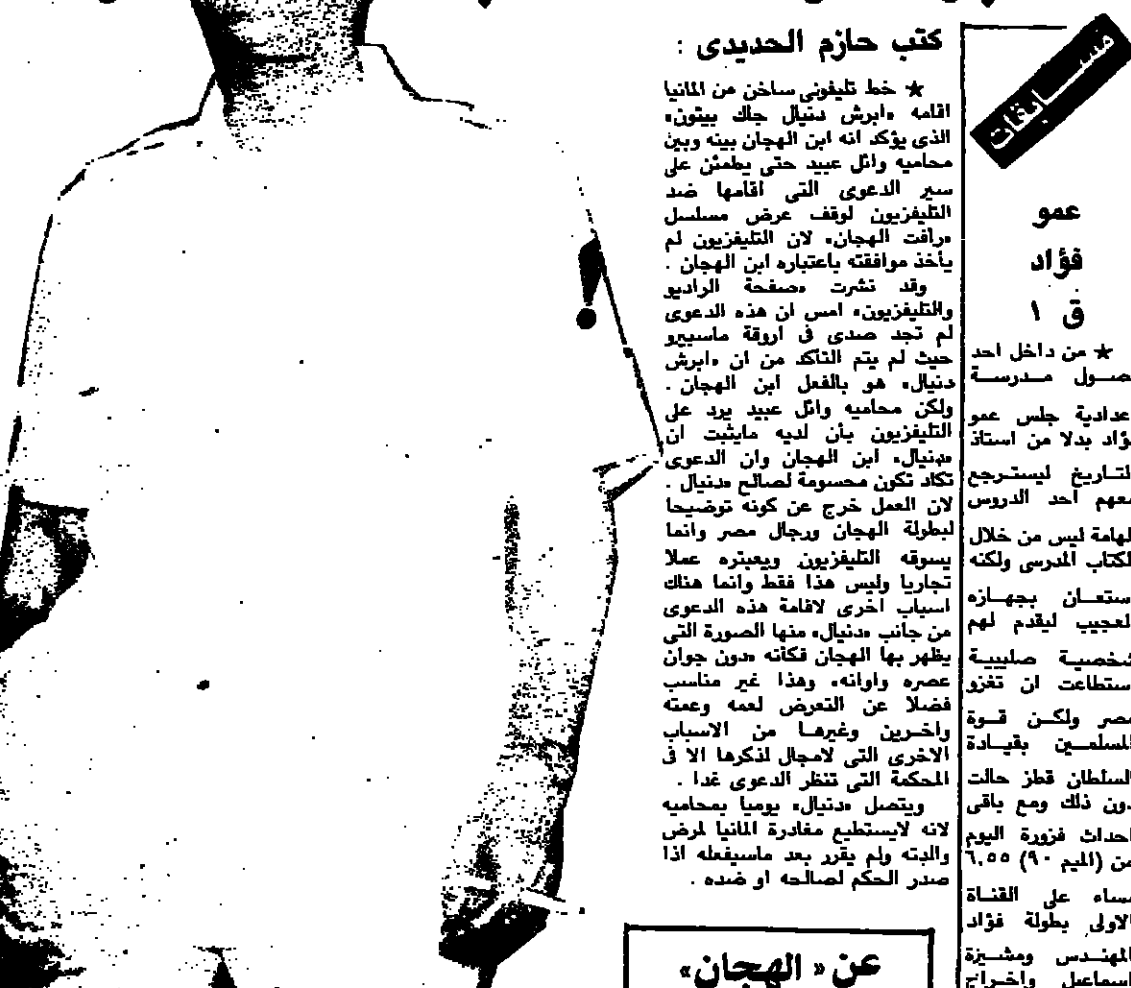 كتب حازم الحديدى :
★ خط تليفونى ساخن من المانيا
اقامه «ابرش دنيال جاك بيتون»
الذى يؤكد انه ابن الهجان بينه وبين
محاميه وائل عبيد حتى يطمئن على
سير الدعوى التى اقامها ضد
التليفزيون لوقف عرض مسلسل
«رأفت الهجان» لان التليفزيون لم
يأخذ موافقته باعتباره ابن الهجان .
وقد نشرت «صفحة الراديو
والتليفزيون» امس ان هذه الدعوى
لم تجد صدى فى اروقة ماسبيرو
حيث لم يتم التاكد من ان «ابرش
دنيال» هو بالفعل ابن الهجان .
ولكن محاميه وائل عبيد يرد على
التليفزيون بأن لديه مايثبت ان
«دنيال» ابن الهجان وان الدعوى
تكاد تكون محسومة لصالح «دنيال .
لان العمل خرج عن كونه توضيحا
لبطولة الهجان ورجال مصر وانما
يسوقه التليفزيون ويعبتره عملا
تجاريا وليس هذا فقط وانما هناك
اسباب اخرى لاقامة هذه الدعوى
من جانب «دنيال» منها الصورة التى
يظهر بها الهجان فكأنه «دون جوان
عصره واوانه» وهذا غير مناسب
فضلا عن التعرض لعمه وعمته
واخرين وغيرها من الاسباب
الاخرى التى لامجال لذكرها الا فى
المحكمة التى تنظر الدعوى غدا .
ويتصل «دنيال» يوميا بمحاميه
لانه لايستطيع مغادرة المانيا لمرض
والدته ولم يقرر بعد ماسيفعله اذا
صدر الحكم لصالحه او ضده .
عن «الهجان»
مسابقات
عمو
فؤاد
ق ١
★ من داخل احد
صول مدرسة
عدادية جلس عمو
ؤاد بدلا من استاذ
لتاريخ ليسترجع
معهم احد الدروس
لهامة ليس من خلال
لكتاب المدرسى ولكنه
ستعان بجهازه
لعجيب ليقدم لهم
شخصية صليبية
ستطاعت ان تغزو
مصر ولكن قوة
المسلمين بقيادة
السلطان قطز حالت
دون ذلك ومع باقى
احداث فزورة اليوم
من (الميم ٩٠) ٦,٥٥
مساء على القناة
الاولى بطولة فؤاد
المهندس ومشيرة
اسماعيل واخراج